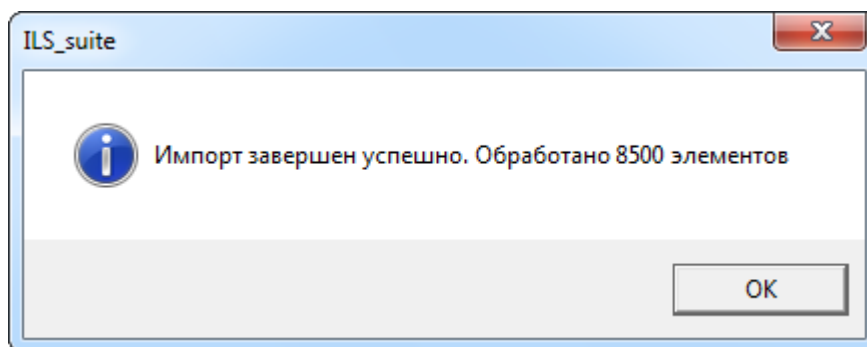 ILS_suite
Импорт завершен успешно. Обработано 8500 элементов
OK